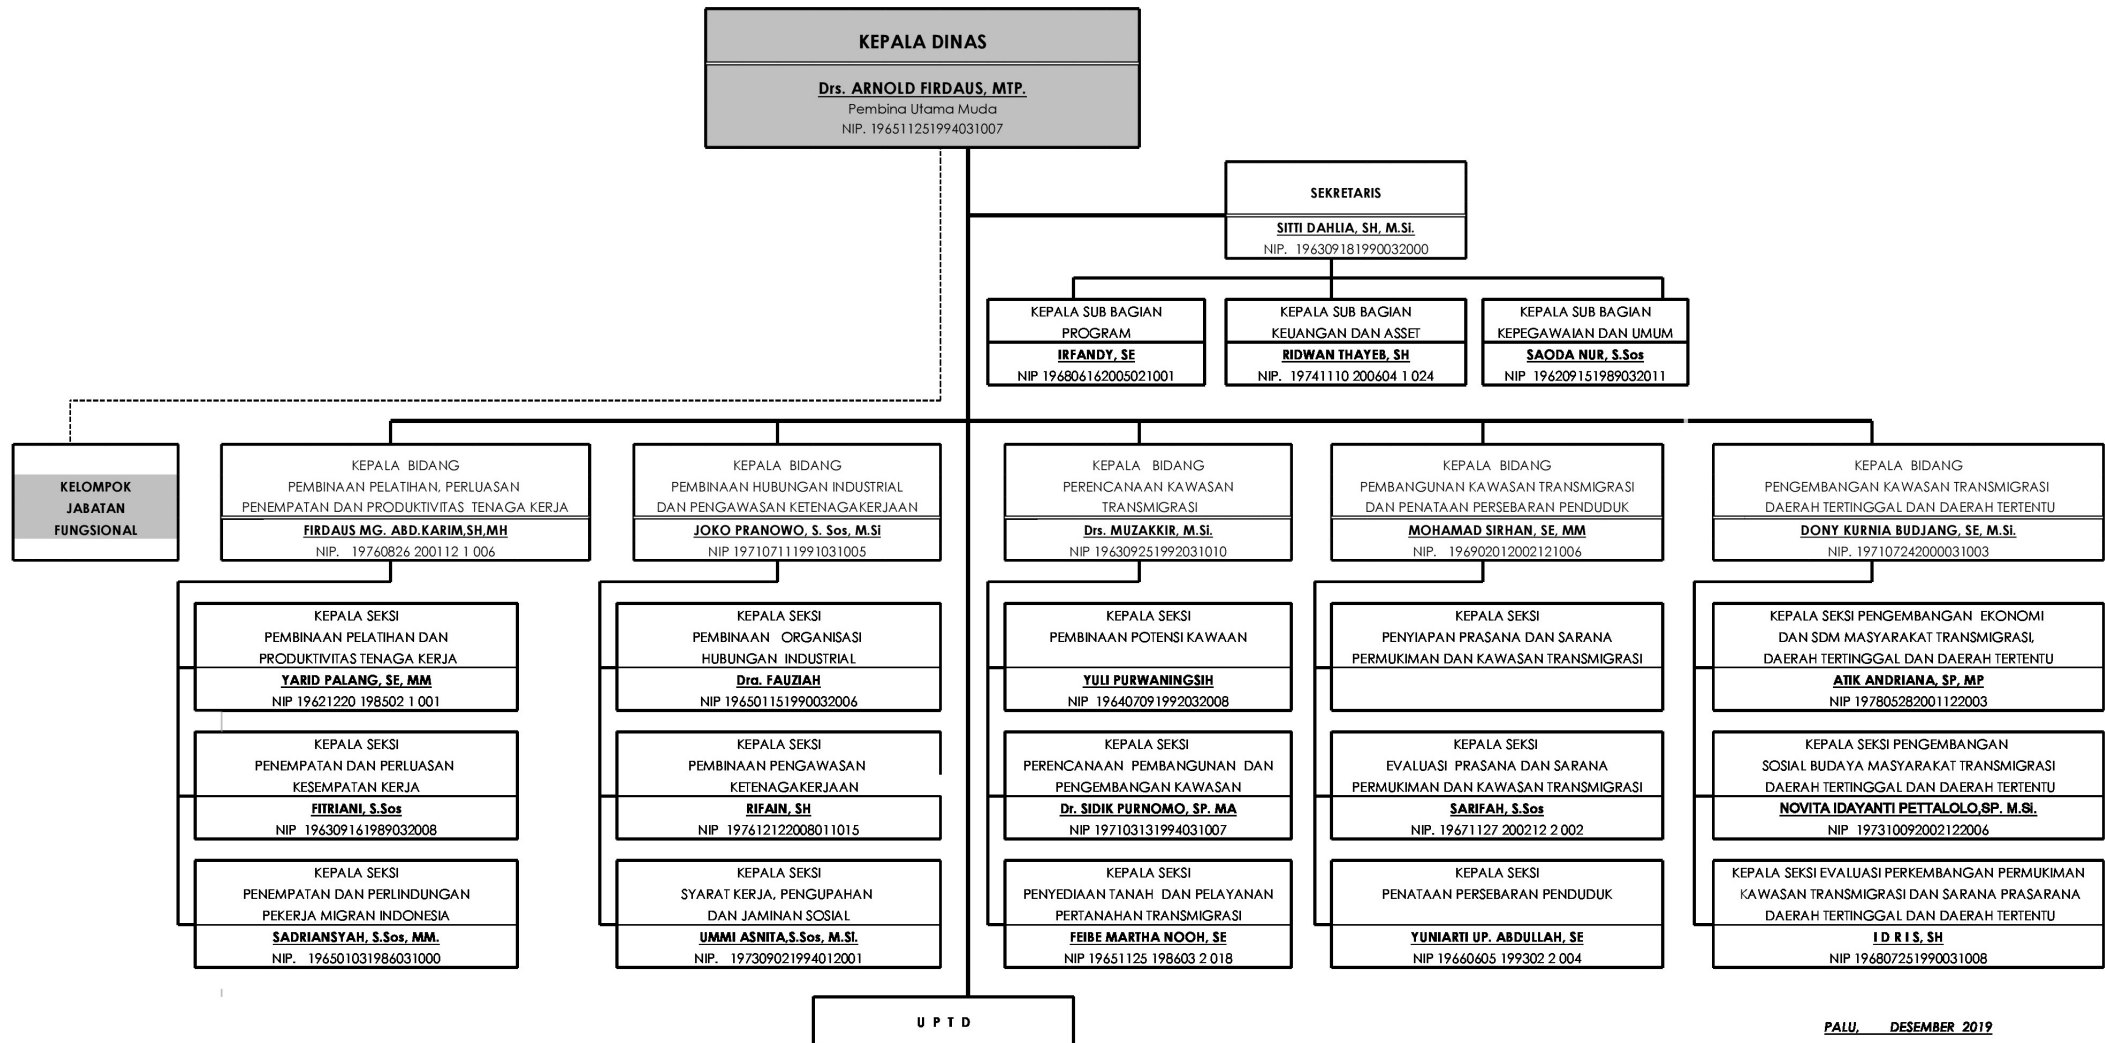 KEPALA DINAS
Drs. ARNOLD FIRDAUS, MTP.
Pembina Utama Muda
NIP. 196511251994031007
SEKRETARIS
SITTI DAHLIA, SH, M.Si.
NIP. 196309181990032000
KEPALA SUB BAGIAN
PROGRAM
IRFANDY, SE
NIP 196806162005021001
KEPALA SUB BAGIAN
KEUANGAN DAN ASSET
RIDWAN THAYEB, SH
NIP. 19741110 200604 1 024
KEPALA SUB BAGIAN
KEPEGAWAIAN DAN UMUM
SAODA NUR, S.Sos
NIP 196209151989032011
KELOMPOK
JABATAN
FUNGSIONAL
KEPALA BIDANG
PEMBINAAN PELATIHAN, PERLUASAN
PENEMPATAN DAN PRODUKTIVITAS TENAGA KERJA
FIRDAUS MG. ABD.KARIM,SH,MH
NIP. 19760826 200112 1 006
KEPALA BIDANG
PEMBINAAN HUBUNGAN INDUSTRIAL
DAN PENGAWASAN KETENAGAKERJAAN
JOKO PRANOWO, S. Sos, M.Si
NIP 197107111991031005
KEPALA BIDANG
PERENCANAAN KAWASAN
TRANSMIGRASI
Drs. MUZAKKIR, M.Si.
NIP 196309251992031010
KEPALA BIDANG
PEMBANGUNAN KAWASAN TRANSMIGRASI
DAN PENATAAN PERSEBARAN PENDUDUK
MOHAMAD SIRHAN, SE, MM
NIP. 196902012002121006
KEPALA BIDANG
PENGEMBANGAN KAWASAN TRANSMIGRASI
DAERAH TERTINGGAL DAN DAERAH TERTENTU
DONY KURNIA BUDJANG, SE, M.Si.
NIP. 197107242000031003
KEPALA SEKSI
PEMBINAAN PELATIHAN DAN
PRODUKTIVITAS TENAGA KERJA
YARID PALANG, SE, MM
NIP 19621220 198502 1 001
KEPALA SEKSI
PEMBINAAN ORGANISASI
HUBUNGAN INDUSTRIAL
Dra. FAUZIAH
NIP 196501151990032006
KEPALA SEKSI
PEMBINAAN POTENSI KAWAAN
YULI PURWANINGSIH
NIP 196407091992032008
KEPALA SEKSI
PENYIAPAN PRASANA DAN SARANA
PERMUKIMAN DAN KAWASAN TRANSMIGRASI
KEPALA SEKSI PENGEMBANGAN EKONOMI
DAN SDM MASYARAKAT TRANSMIGRASI,
DAERAH TERTINGGAL DAN DAERAH TERTENTU
ATIK ANDRIANA, SP, MP
NIP 197805282001122003
KEPALA SEKSI
PENEMPATAN DAN PERLUASAN
KESEMPATAN KERJA
FITRIANI, S.Sos
NIP 196309161989032008
KEPALA SEKSI
PEMBINAAN PENGAWASAN
KETENAGAKERJAAN
RIFAIN, SH
NIP 197612122008011015
KEPALA SEKSI
PERENCANAAN PEMBANGUNAN DAN
PENGEMBANGAN KAWASAN
Dr. SIDIK PURNOMO, SP. MA
NIP 197103131994031007
KEPALA SEKSI
EVALUASI PRASANA DAN SARANA
PERMUKIMAN DAN KAWASAN TRANSMIGRASI
SARIFAH, S.Sos
NIP. 19671127 200212 2 002
KEPALA SEKSI PENGEMBANGAN
SOSIAL BUDAYA MASYARAKAT TRANSMIGRASI
DAERAH TERTINGGAL DAN DAERAH TERTENTU
NOVITA IDAYANTI PETTALOLO,SP. M.Si.
NIP 197310092002122006
KEPALA SEKSI
PENEMPATAN DAN PERLINDUNGAN
PEKERJA MIGRAN INDONESIA
SADRIANSYAH, S.Sos, MM.
NIP. 196501031986031000
KEPALA SEKSI
SYARAT KERJA, PENGUPAHAN
DAN JAMINAN SOSIAL
UMMI ASNITA,S.Sos, M.Si.
NIP. 197309021994012001
KEPALA SEKSI
PENYEDIAAN TANAH DAN PELAYANAN
PERTANAHAN TRANSMIGRASI
FEIBE MARTHA NOOH, SE
NIP 19651125 198603 2 018
KEPALA SEKSI
PENATAAN PERSEBARAN PENDUDUK
YUNIARTI UP. ABDULLAH, SE
NIP 19660605 199302 2 004
KEPALA SEKSI EVALUASI PERKEMBANGAN PERMUKIMAN
KAWASAN TRANSMIGRASI DAN SARANA PRASARANA
DAERAH TERTINGGAL DAN DAERAH TERTENTU
I D R I S, SH
NIP 196807251990031008
U P T D
PALU, DESEMBER 2019